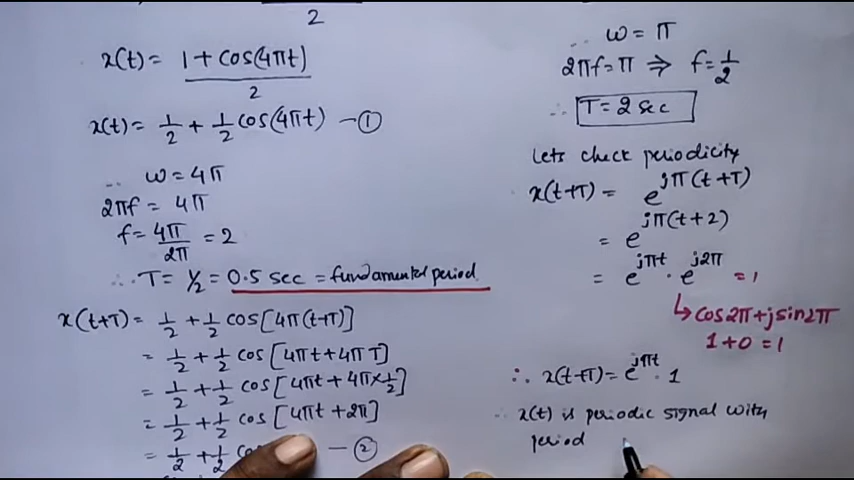 2
x(t) = 1 + cos(4πt)
2
x(t) = 1/2 + 1/2 cos(4πt) — ①
∴ ω = 4π
2πf = 4π
f = 4π/2π = 2
∴ T = 1/2 = 0.5 sec = fundamental period.
x(t+T) = 1/2 + 1/2 cos[4π(t+T)]
= 1/2 + 1/2 cos[4πt + 4πT]
= 1/2 + 1/2 cos[4πt + 4π×1/2]
= 1/2 + 1/2 cos[4πt + 2π]
= 1/2 + 1/2 — ②
∴ ω = π
2πf = π ⇒ f = 1/2
∴ T = 2 sec
Lets check periodicity
x(t+T) = e^{jπ(t+T)}
= e^{jπ(t+2)}
= e^{jπt} · e^{j2π} = 1
↳ cos2π + j sin2π
1 + 0 = 1
∴ x(t+T) = e^{jπt} · 1
∴ x(t) is periodic signal with
period